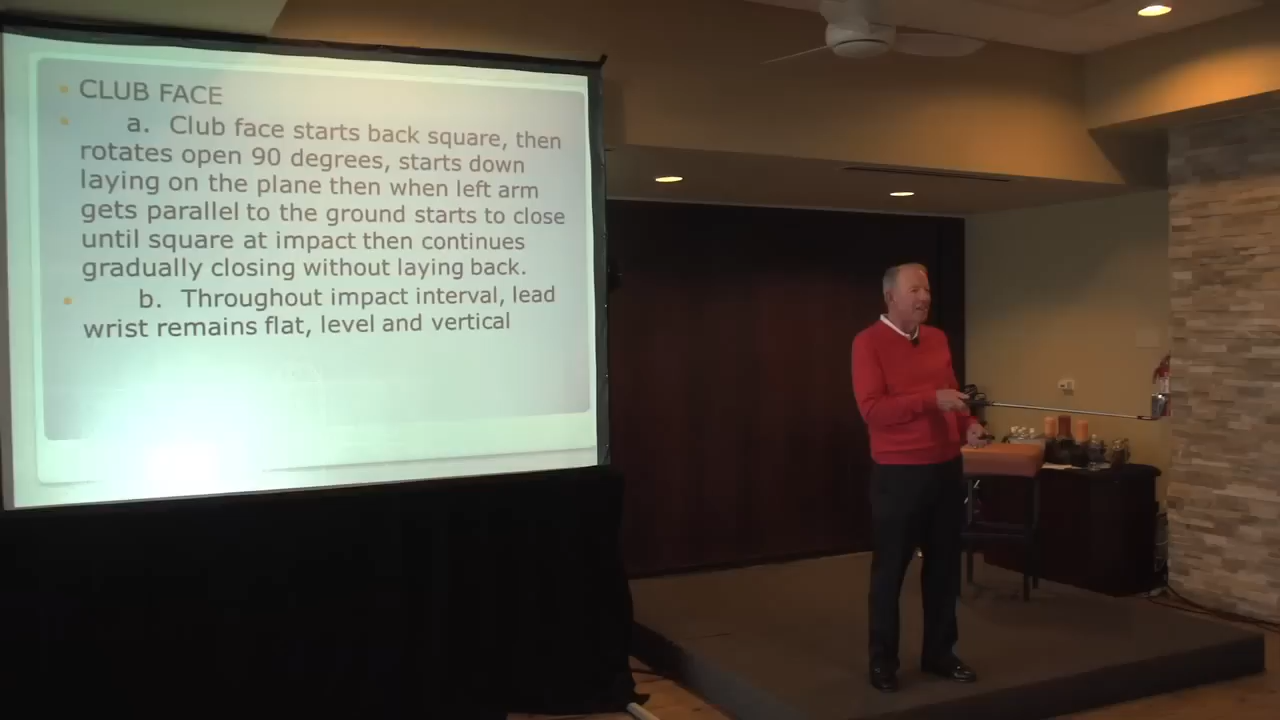 CLUB FACE
a. Club face starts back square, then
rotates open 90 degrees, starts down
laying on the plane then when left arm
gets parallel to the ground starts to close
until square at impact then continues
gradually closing without laying back.
b. Throughout impact interval, lead
wrist remains flat, level and vertical